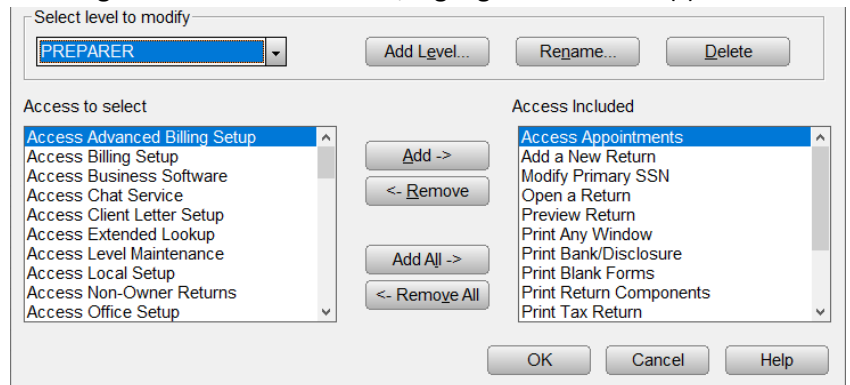 Select level to modify
PREPARER
Add Level...
Rename...
Delete
Access to select
Access Advanced Billing Setup
Access Billing Setup
Access Business Software
Access Chat Service
Access Client Letter Setup
Access Extended Lookup
Access Level Maintenance
Access Local Setup
Access Non-Owner Returns
Access Office Setup
Add ->
<- Remove
Add All ->
<- Remove All
Access Included
Access Appointments
Add a New Return
Modify Primary SSN
Open a Return
Preview Return
Print Any Window
Print Bank/Disclosure
Print Blank Forms
Print Return Components
Print Tax Return
OK
Cancel
Help